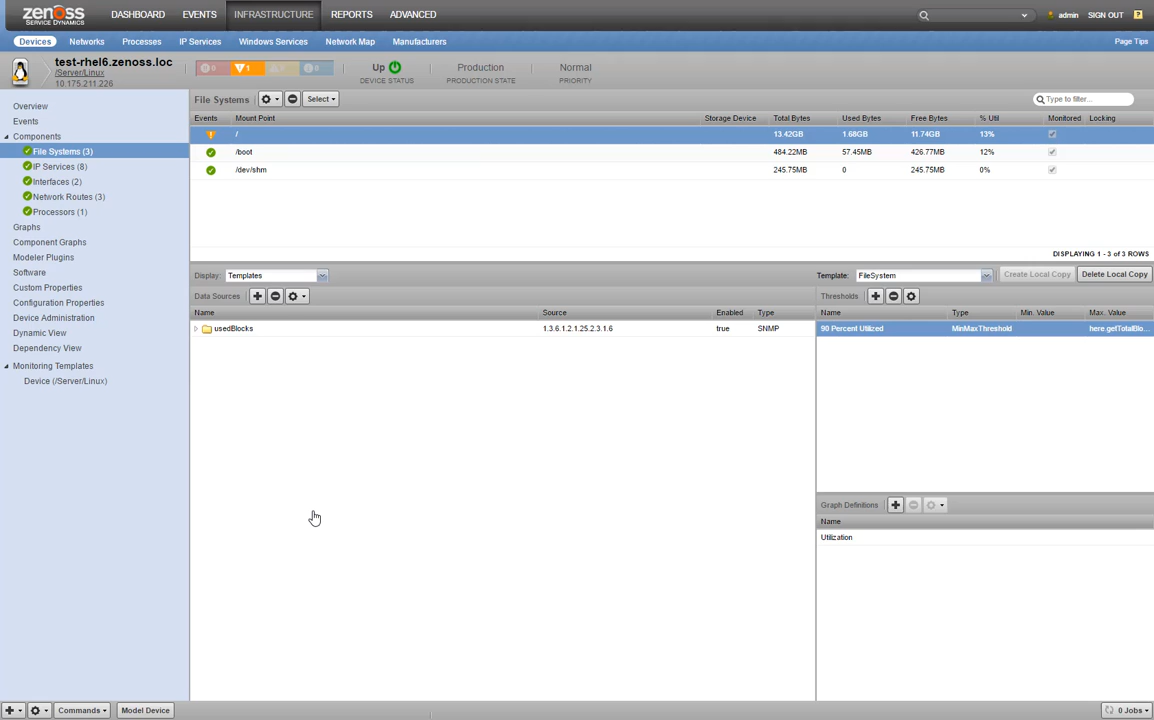 zenoss DASHBOARD EVENTS INFRASTRUCTURE REPORTS ADVANCED admin SIGN OUT ?
SERVICE DYNAMICS
Devices Networks Processes IP Services Windows Services Network Map Manufacturers Page Tips
test-rhel6.zenoss.loc
/Server/Linux
10.175.211.226
0 1 0 0
Up
DEVICE STATUS
Production
PRODUCTION STATE
Normal
PRIORITY
Overview
Events
Components
File Systems (3)
IP Services (8)
Interfaces (2)
Network Routes (3)
Processors (1)
Graphs
Component Graphs
Modeler Plugins
Software
Custom Properties
Configuration Properties
Device Administration
Dynamic View
Dependency View
Monitoring Templates
Device (/Server/Linux)
File Systems Select Type to filter...
Events Mount Point Storage Device Total Bytes Used Bytes Free Bytes % Util Monitored Locking
/ 13.42GB 1.68GB 11.74GB 13%
/boot 484.22MB 57.45MB 426.77MB 12%
/dev/shm 245.75MB 0 245.75MB 0%
DISPLAYING 1 - 3 of 3 ROWS
Display: Templates Template: FileSystem Create Local Copy Delete Local Copy
Data Sources
Name Source Enabled Type
usedBlocks 1.3.6.1.2.1.25.2.3.1.6 true SNMP
Thresholds
Name Type Min. Value Max. Value
90 Percent Utilized MinMaxThreshold here.getTotalBlo...
Graph Definitions
Name
Utilization
Commands Model Device 0 Jobs